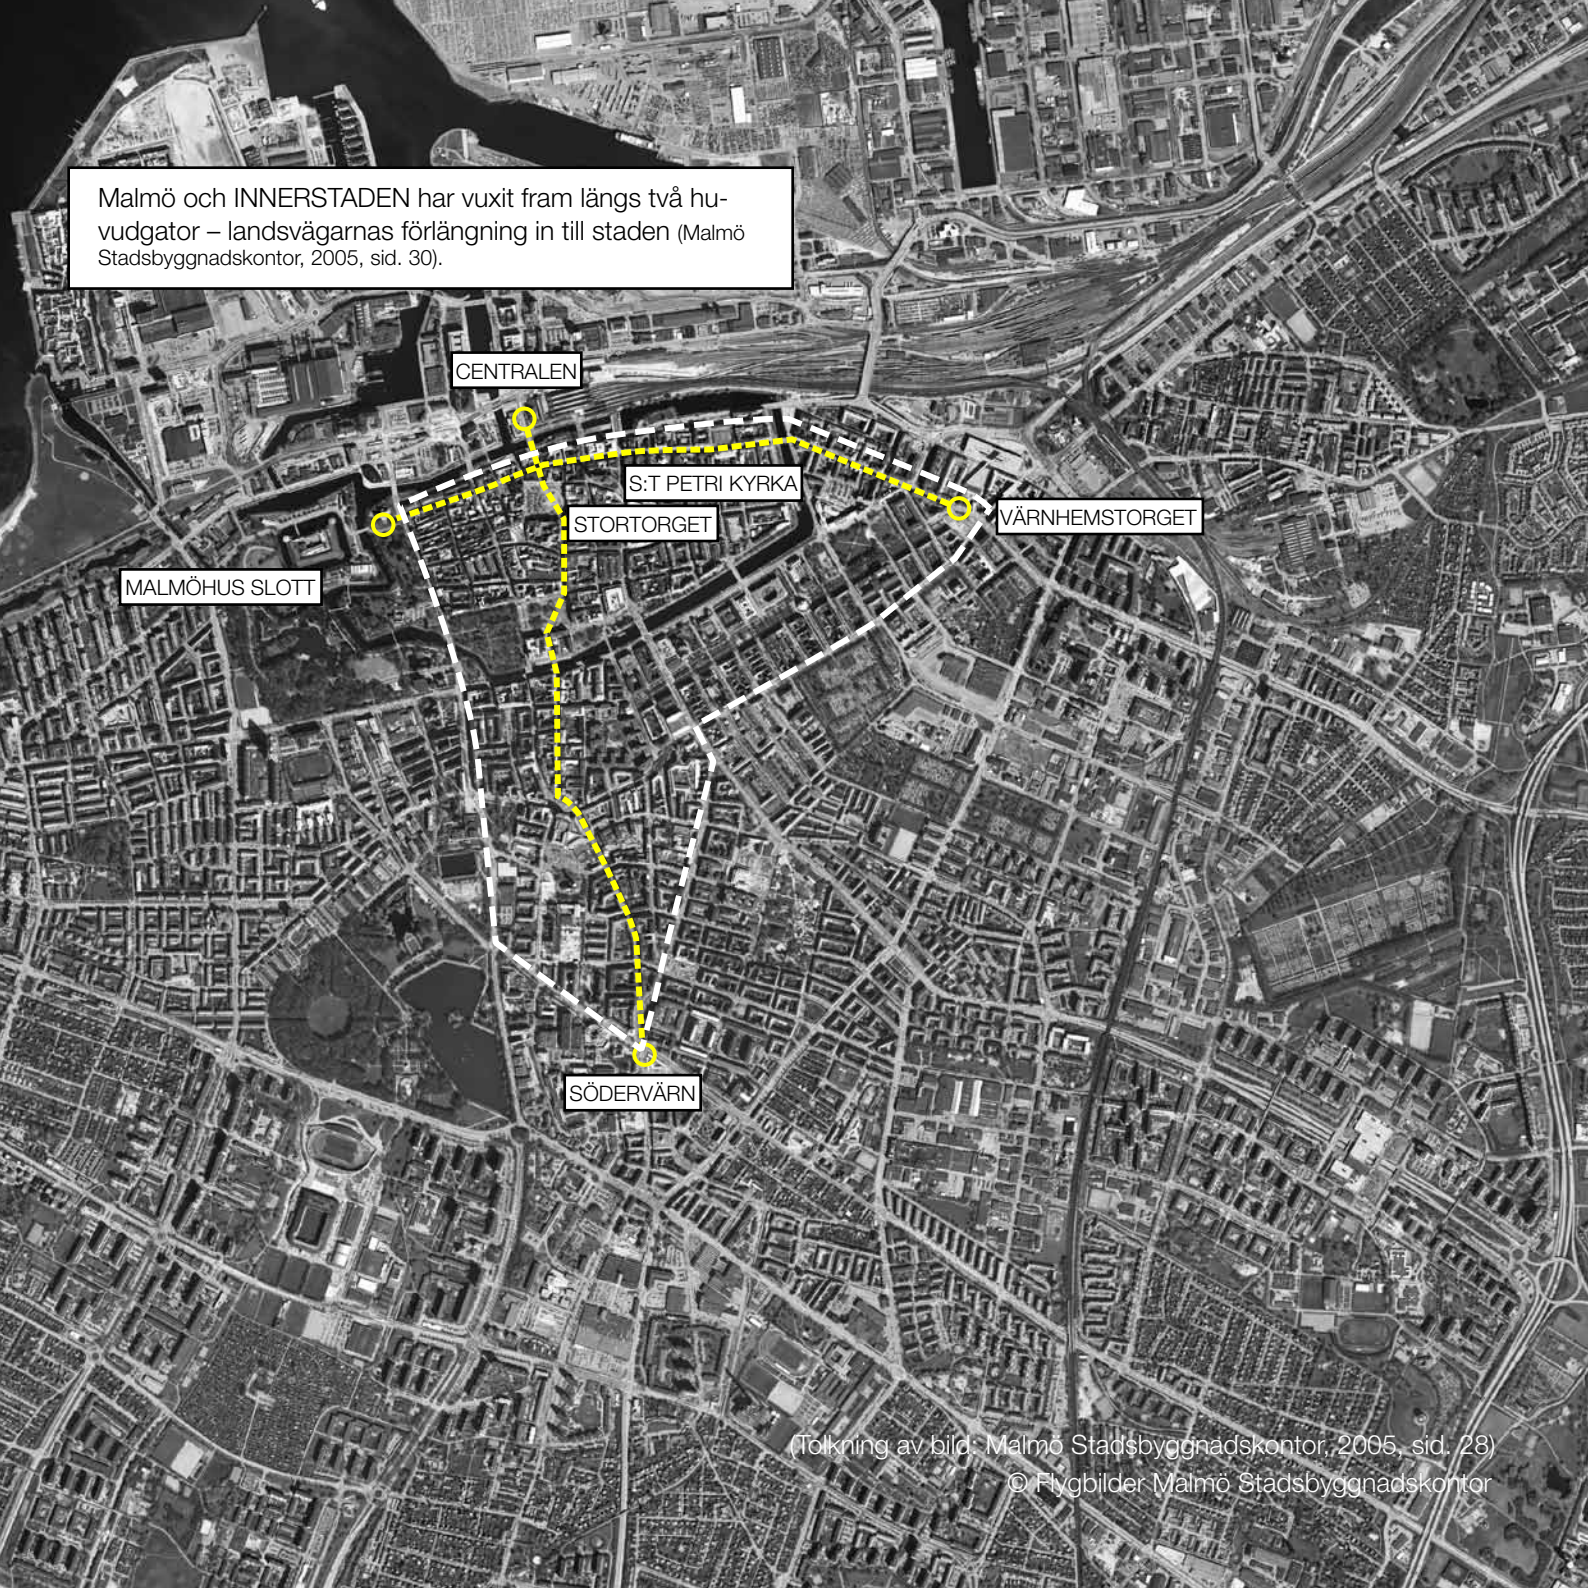 Malmö och INNERSTADEN har vuxit fram längs två hu-
vudgator – landsvägarnas förlängning in till staden (Malmö
Stadsbyggnadskontor, 2005, sid. 30).
CENTRALEN
S:T PETRI KYRKA
STORTORGET
VÄRNHEMSTORGET
MALMÖHUS SLOTT
SÖDERVÄRN
(Tolkning av bild: Malmö Stadsbyggnadskontor, 2005, sid. 28)
© Flygbilder Malmö Stadsbyggnadskontor